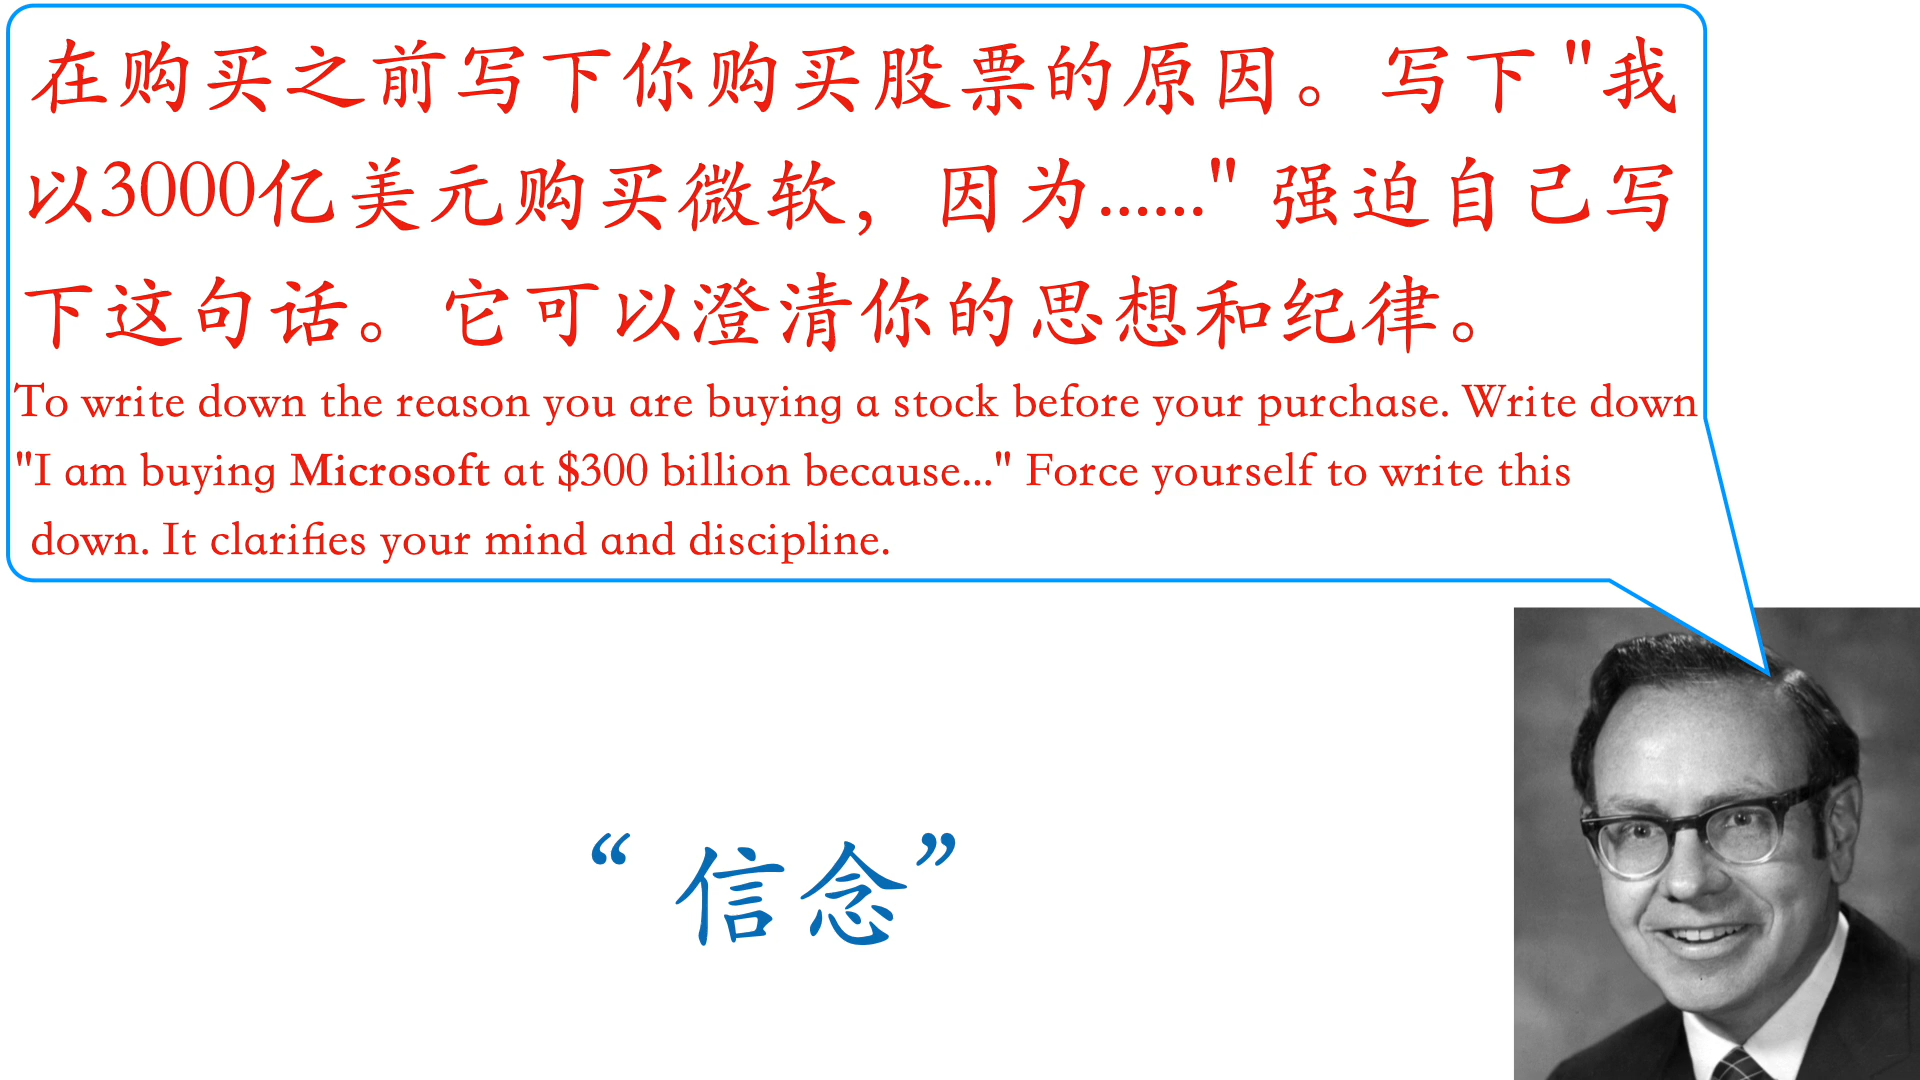 在购买之前写下你购买股票的原因。写下 "我
以3000亿美元购买微软，因为......" 强迫自己写
下这句话。它可以澄清你的思想和纪律。
To write down the reason you are buying a stock before your purchase. Write down
"I am buying Microsoft at $300 billion because..." Force yourself to write this
down. It clarifies your mind and discipline.
“信念”